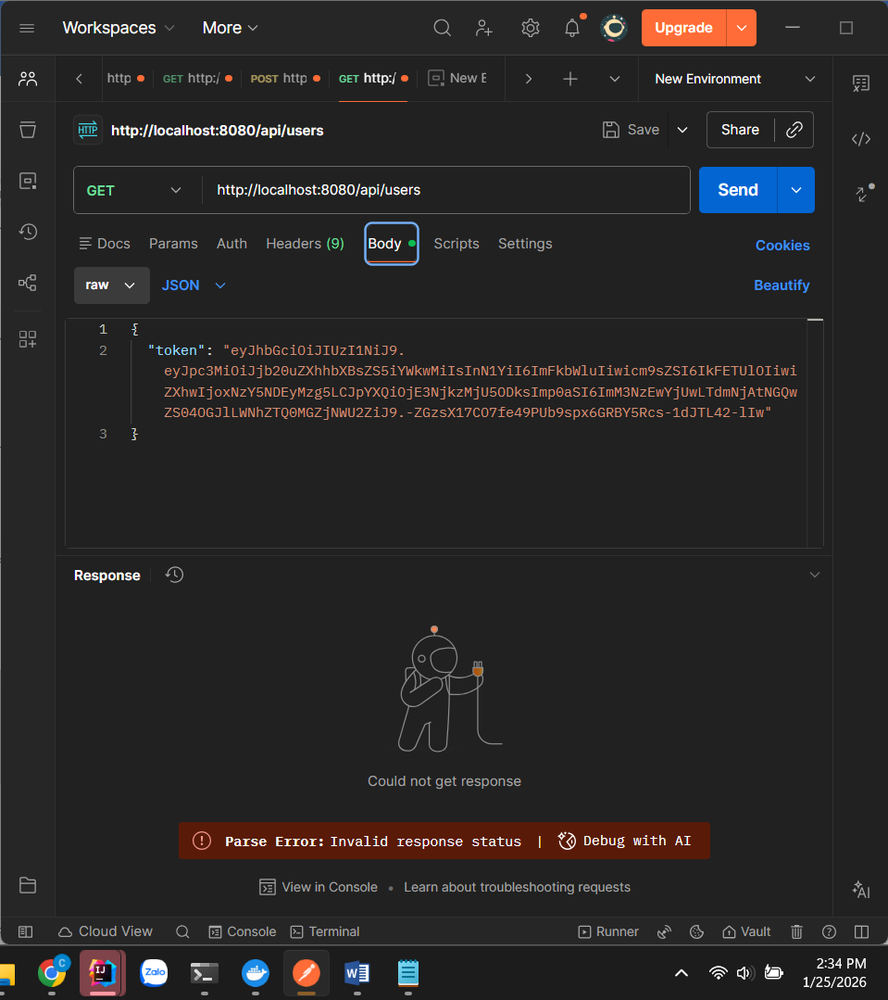 Workspaces More Upgrade
http GET http:/ POST http GET http:/ New E New Environment
HTTP http://localhost:8080/api/users Save Share
GET http://localhost:8080/api/users Send
Docs Params Auth Headers (9) Body Scripts Settings Cookies
raw JSON Beautify
1 {
2 "token": "eyJhbGciOiJIUzI1NiJ9.
eyJpc3MiOiJjb20uZXhhbXBsZS5iYWkwMiIsInN1YiI6ImFkbWluIiwicm9sZSI6IkFETUlOIiwi
ZXhwIjoxNzY5NDEyMzg5LCJpYXQiOjE3NjkzMjU5ODksImp0aSI6ImM3NzEwYjUwLTdmNjAtNGQw
ZS04OGJlLWNhZTQ0MGZjNWU2ZiJ9.-ZGzsX17CO7fe49PUb9spx6GRBY5Rcs-1dJTL42-lIw"
3 }
Response
Could not get response
Parse Error: Invalid response status | Debug with AI
View in Console • Learn about troubleshooting requests
AI
Cloud View Console Terminal Runner Vault
C
IJ Zalo W
2:34 PM
1/25/2026